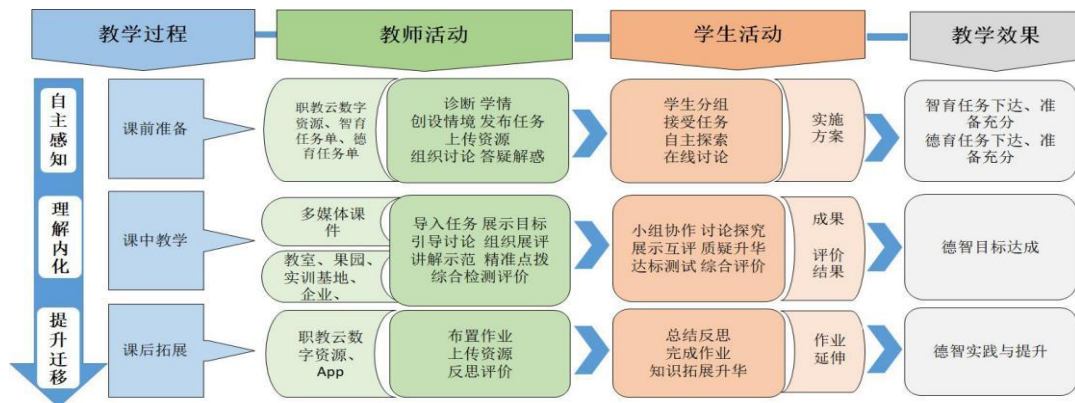 教学过程
教师活动
学生活动
教学效果
自主感知
课前准备
职教云数字
资源、智育
任务单、德
育任务单
诊断 学情
创设情境 发布任务
上传资源
组织讨论 答疑解惑
学生分组
接受任务
自主探索
在线讨论
实施
方案
智育任务下达、准
备充分
德育任务下达、准
备充分
理解内化
课中教学
多媒体课
件
教室、果园、
实训基地、
企业、
导入任务 展示目标
引导讨论 组织展评
讲解示范 精准点拨
综合检测评价
小组协作 讨论探究
展示互评 质疑升华
达标测试 综合评价
成果
评价
结果
德智目标达成
提升迁移
课后拓展
职教云数
字资源、
App
布置作业
上传资源
反思评价
总结反思
完成作业
知识拓展升华
作业
延伸
德智实践与提升